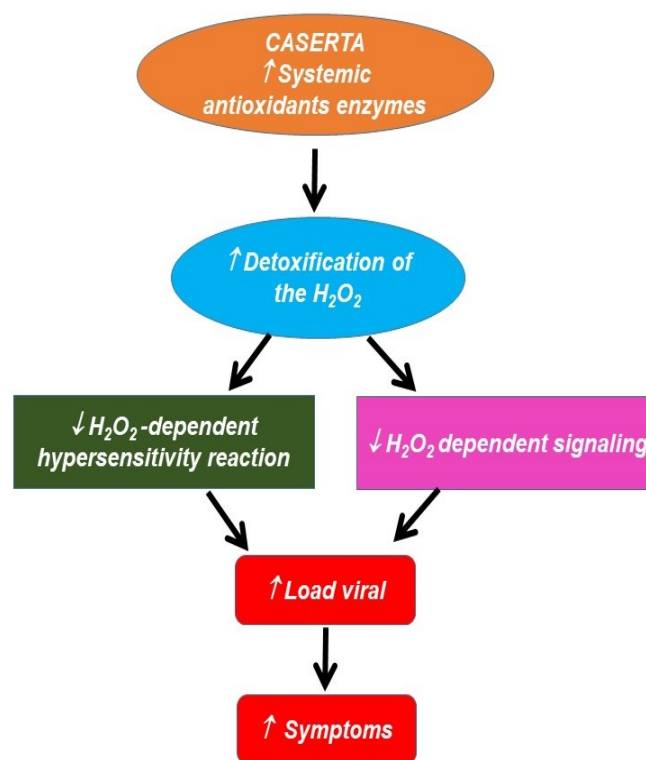 CASERTA
↑Systemic
antioxidants enzymes
↑Detoxification of
the H₂O₂
↓H₂O₂-dependent
hypersensitivity reaction
↓H₂O₂ dependent signaling
↑Load viral
↑ Symptoms